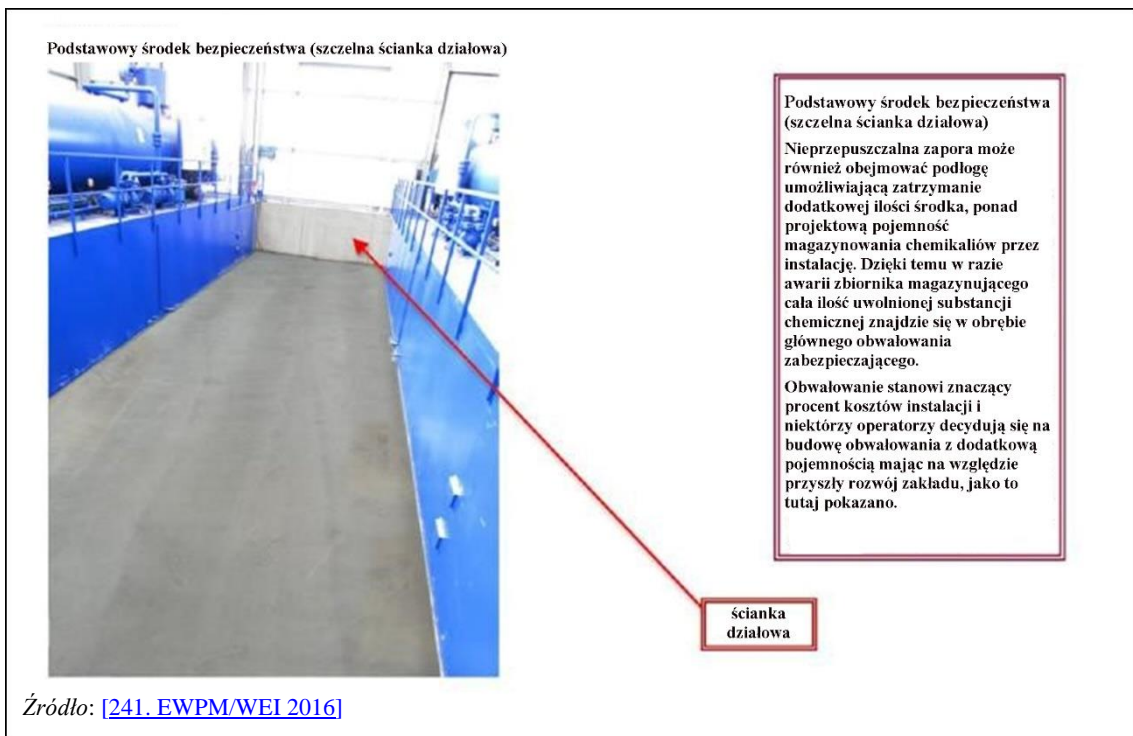 Podstawowy środek bezpieczeństwa (szczelna ścianka działowa)
Podstawowy środek bezpieczeństwa
(szczelna ścianka działowa)
Nieprzepuszczalna zapora może
również obejmować podłogę
umożliwiającą zatrzymanie
dodatkowej ilości środka, ponad
projektową pojemność
magazynowania chemikaliów przez
instalację. Dzięki temu w razie
awarii zbiornika magazynującego
cała ilość uwolnionej substancji
chemicznej znajdzie się w obrębie
głównego obwałowania
zabezpieczającego.
Obwałowanie stanowi znaczący
procent kosztów instalacji i
niektórzy operatorzy decydują się na
budowę obwałowania z dodatkową
pojemnością mając na względzie
przyszły rozwój zakładu, jako to
tutaj pokazano.
ścianka
działowa
Źródło: [241. EWPM/WEI 2016]